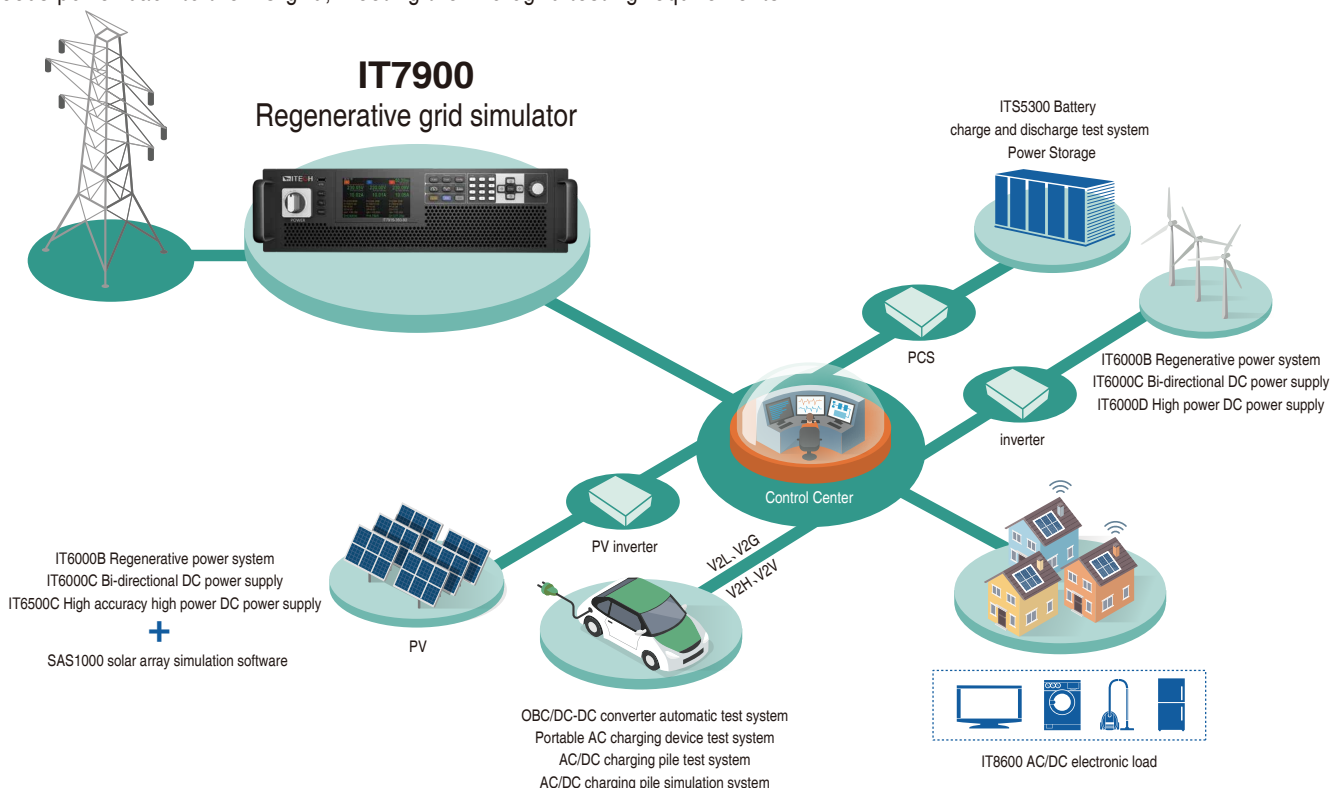 IT7900
Regenerative grid simulator
ITECH
POWER
ITS5300 Battery
charge and discharge test system
Power Storage
PCS
IT6000B Regenerative power system
IT6000C Bi-directional DC power supply
IT6000D High power DC power supply
inverter
Control Center
PV inverter
V2L、V2G
V2H、V2V
IT6000B Regenerative power system
IT6000C Bi-directional DC power supply
IT6500C High accuracy high power DC power supply
+
SAS1000 solar array simulation software
PV
OBC/DC-DC converter automatic test system
Portable AC charging device test system
AC/DC charging pile test system
AC/DC charging pile simulation system
IT8600 AC/DC electronic load